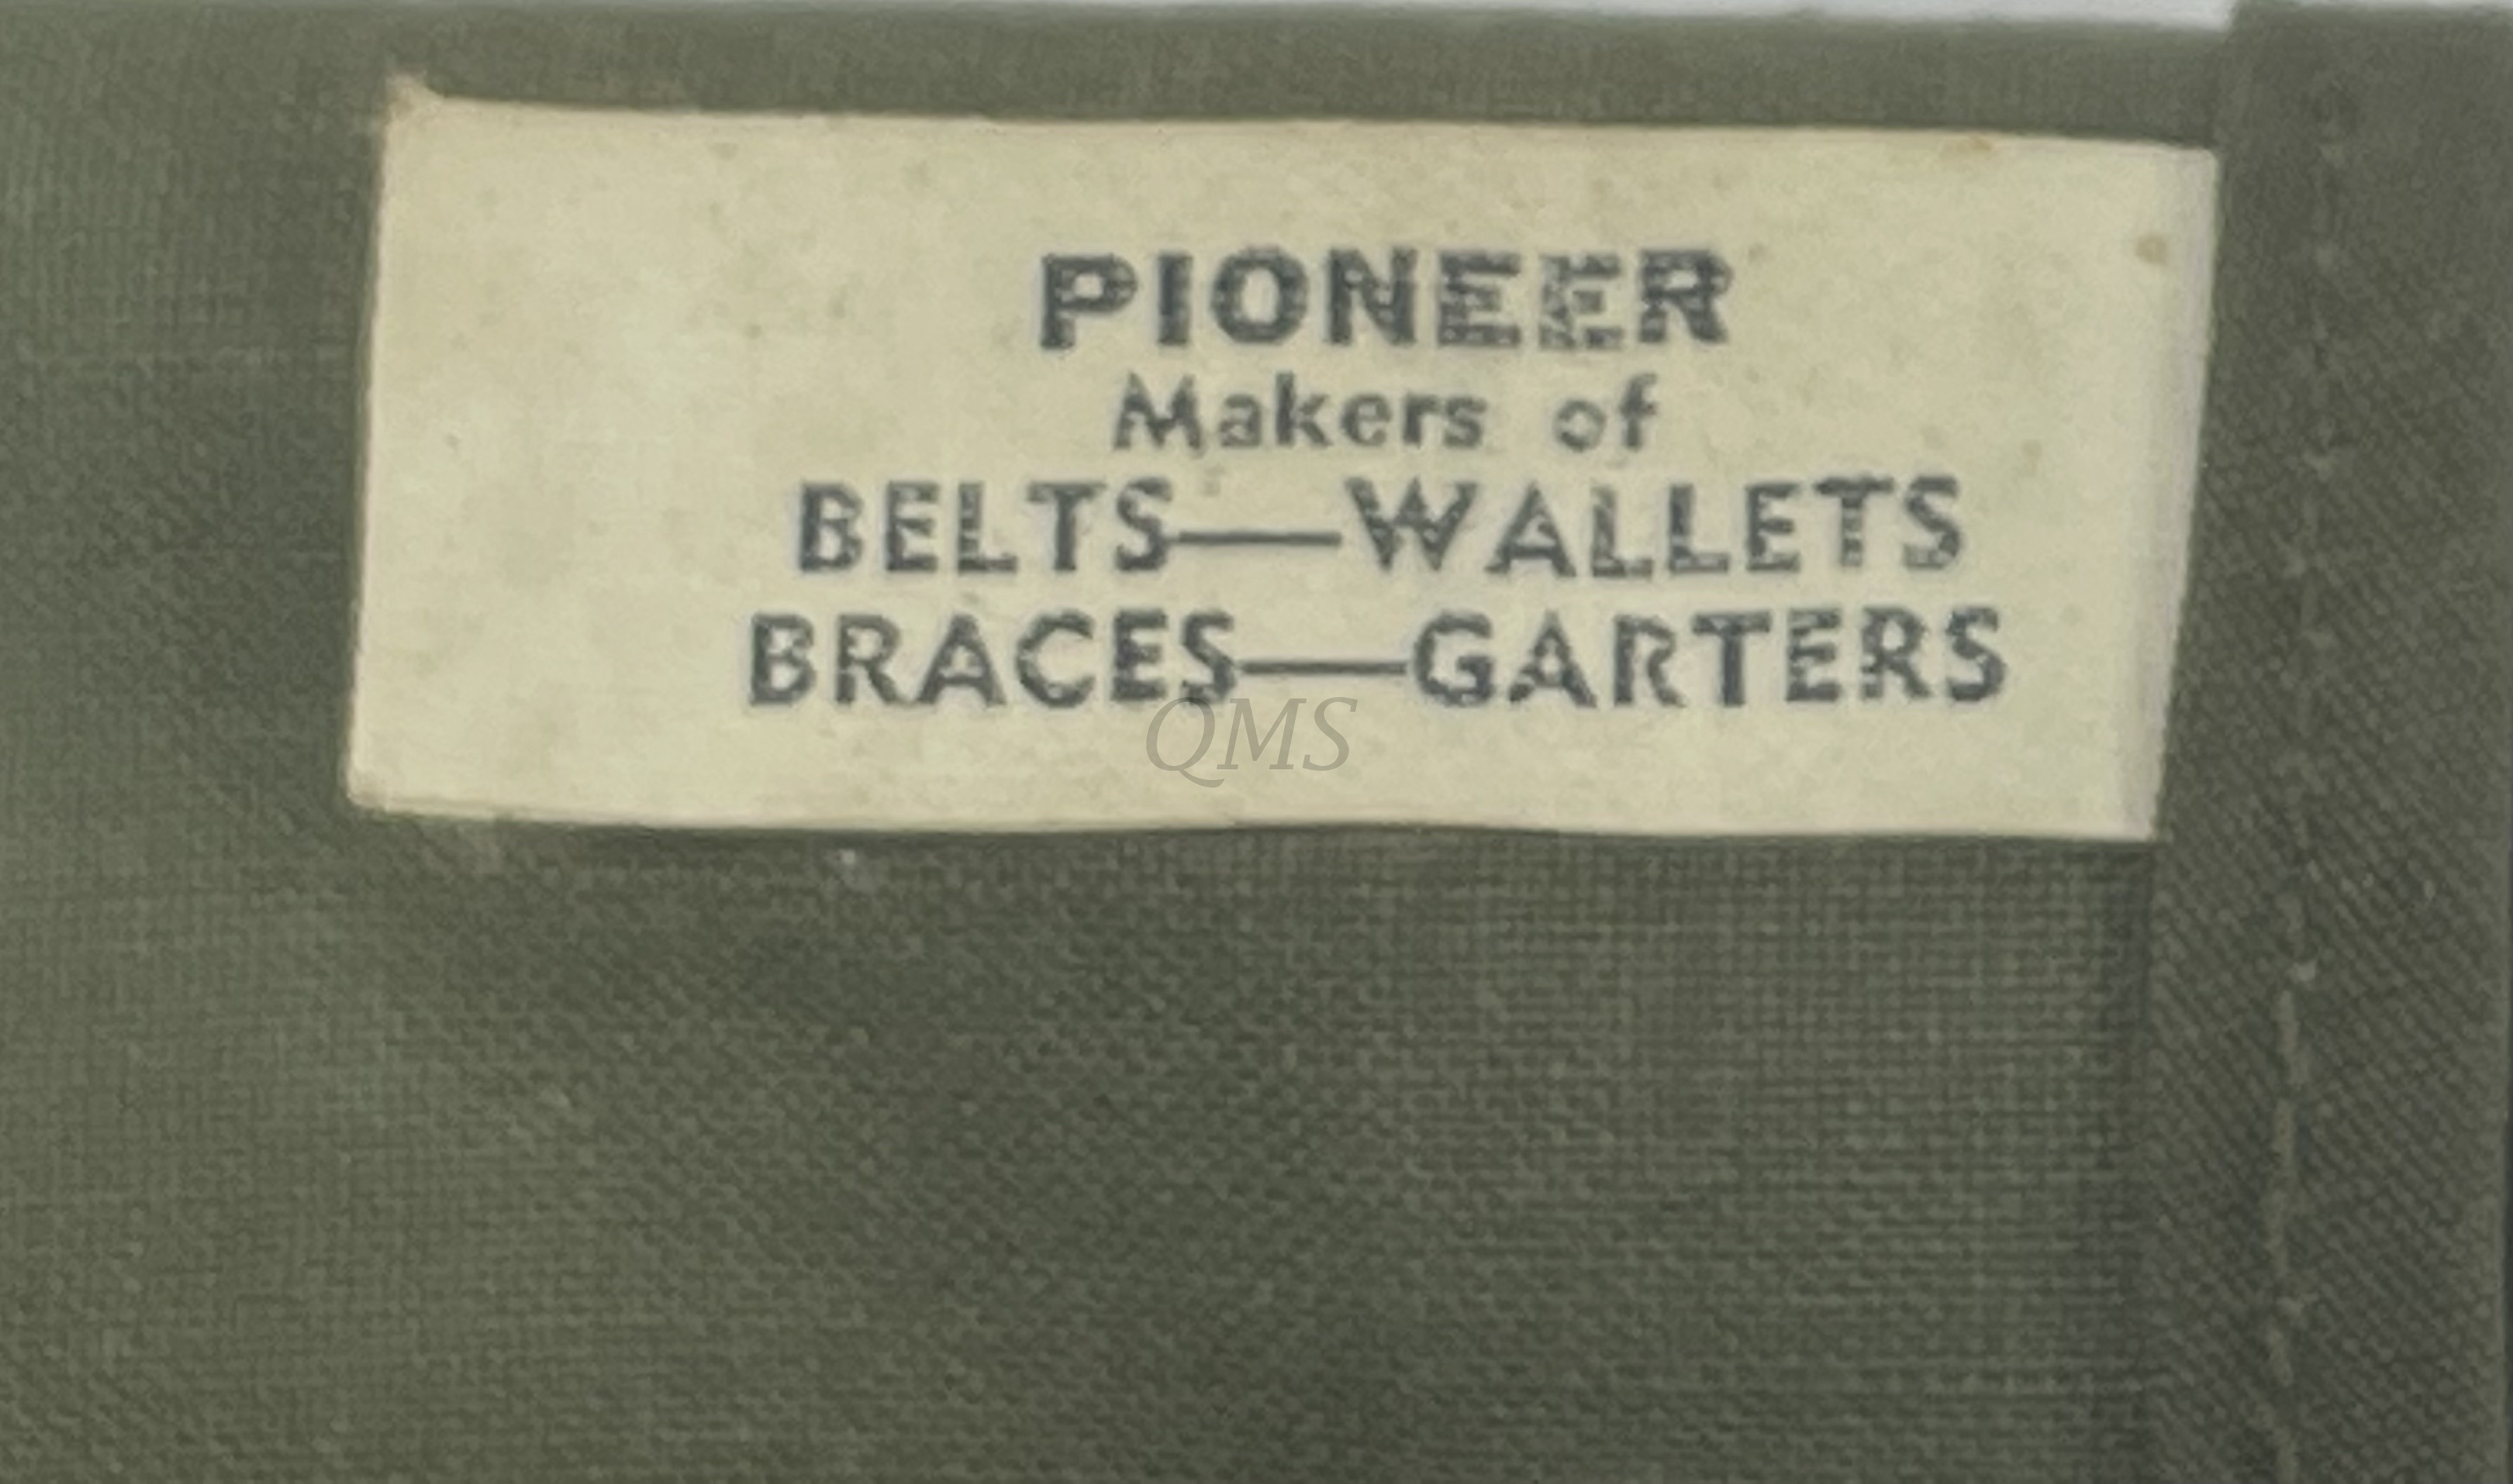 PIONEER
Makers of
BELTS—WALLETS
BRACES—GARTERS
QMS